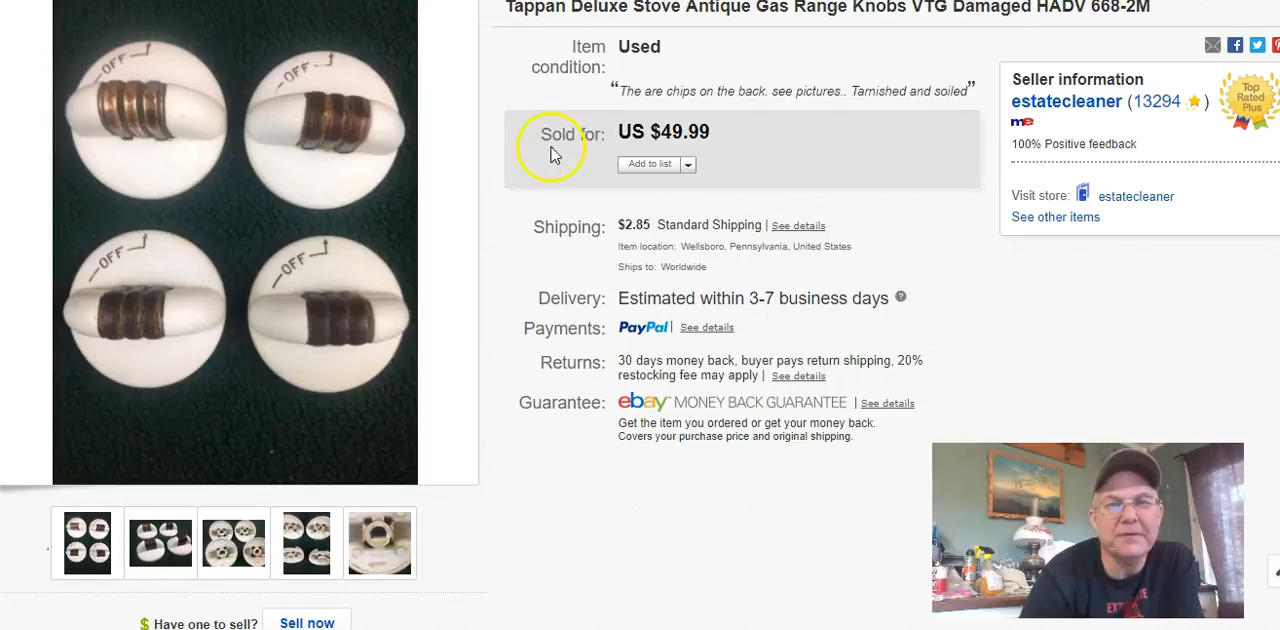 Tappan Deluxe Stove Antique Gas Range Knobs VTG Damaged HADV 668-2M
Item condition: Used
“The are chips on the back. see pictures.. Tarnished and soiled”
Sold for: US $49.99
Add to list
Shipping: $2.85 Standard Shipping | See details
Item location: Wellsboro, Pennsylvania, United States
Ships to: Worldwide
Delivery: Estimated within 3-7 business days
Payments: PayPal | See details
Returns: 30 days money back, buyer pays return shipping, 20%
restocking fee may apply | See details
Guarantee: ebay MONEY BACK GUARANTEE | See details
Get the item you ordered or get your money back.
Covers your purchase price and original shipping.
Seller information
estatecleaner (13294)
me
100% Positive feedback
Visit store: estatecleaner
See other items
Top
Rated
Plus
OFF
OFF
OFF
OFF
$ Have one to sell? Sell now